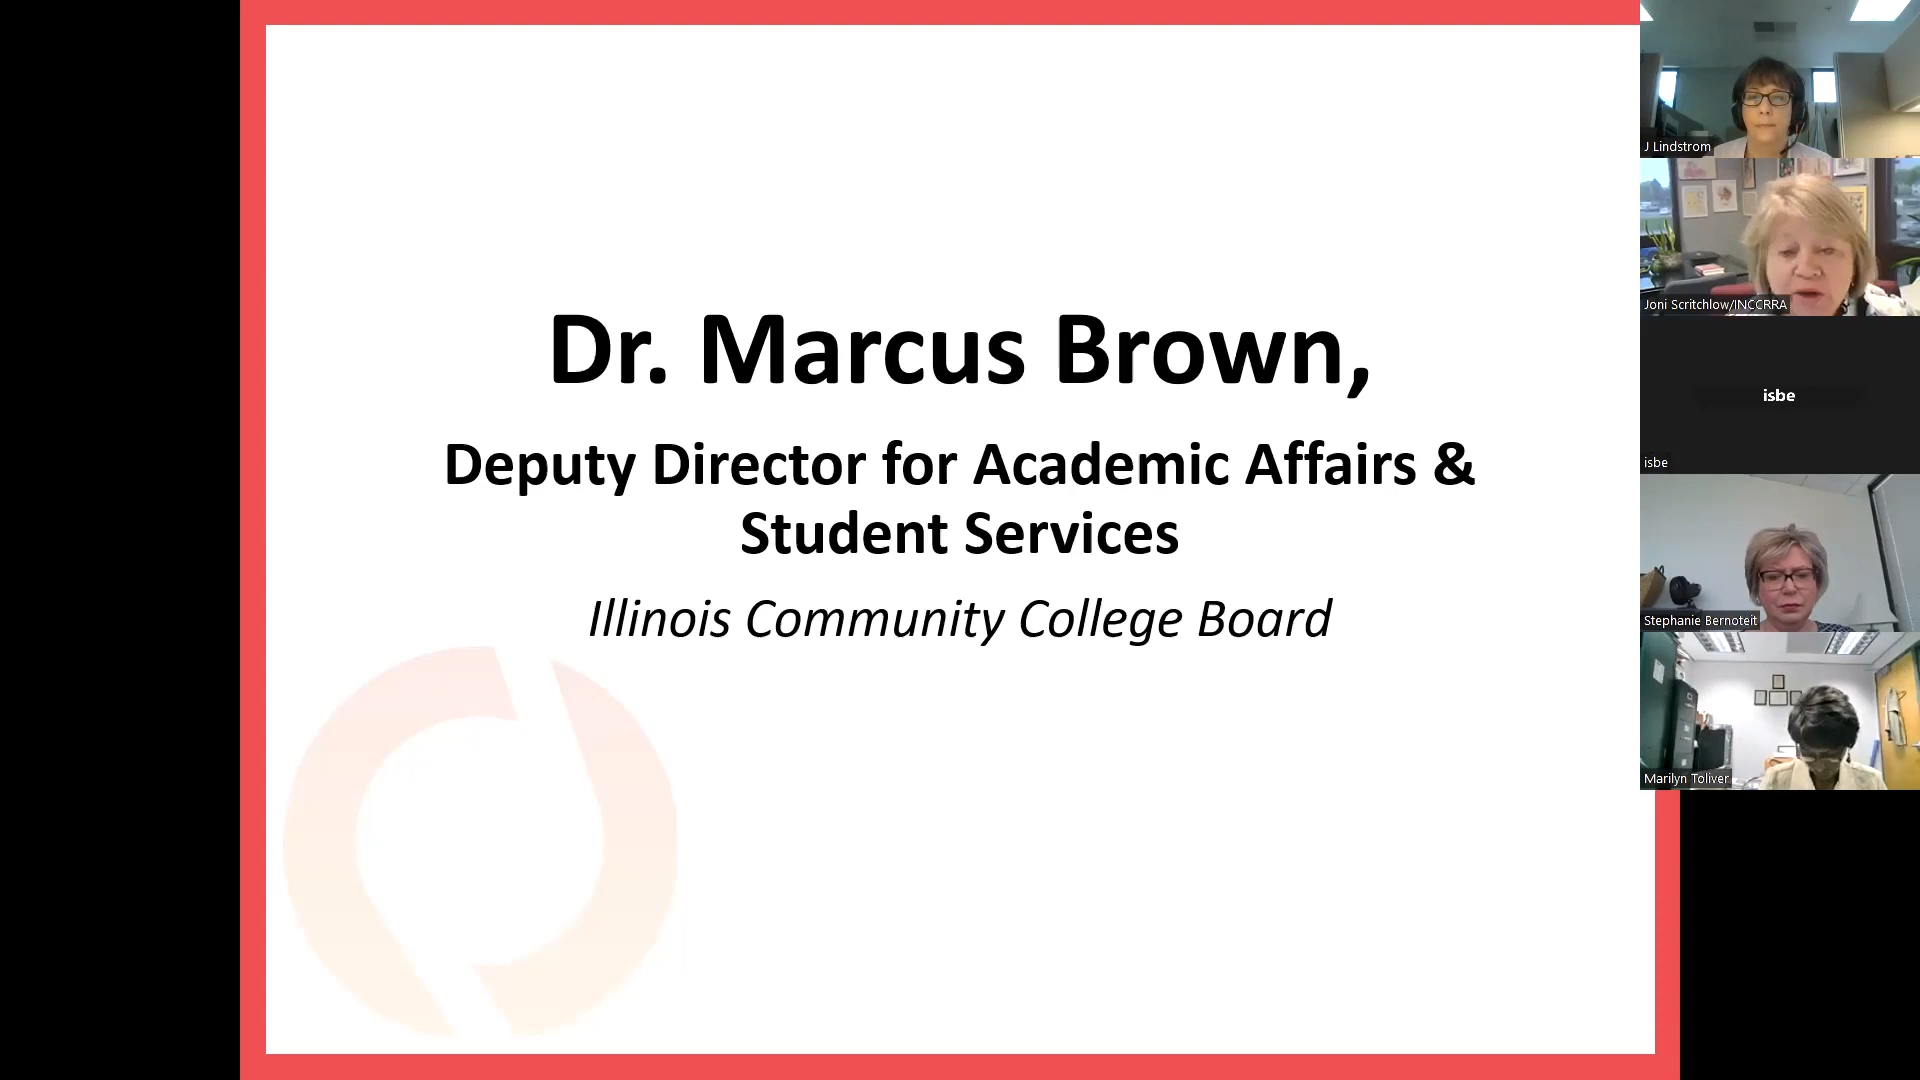 Dr. Marcus Brown,
Deputy Director for Academic Affairs &
Student Services
Illinois Community College Board
J Lindstrom
Joni Scritchlow/INCCRRA
isbe
isbe
Stephanie Bernoteit
Marilyn Toliver